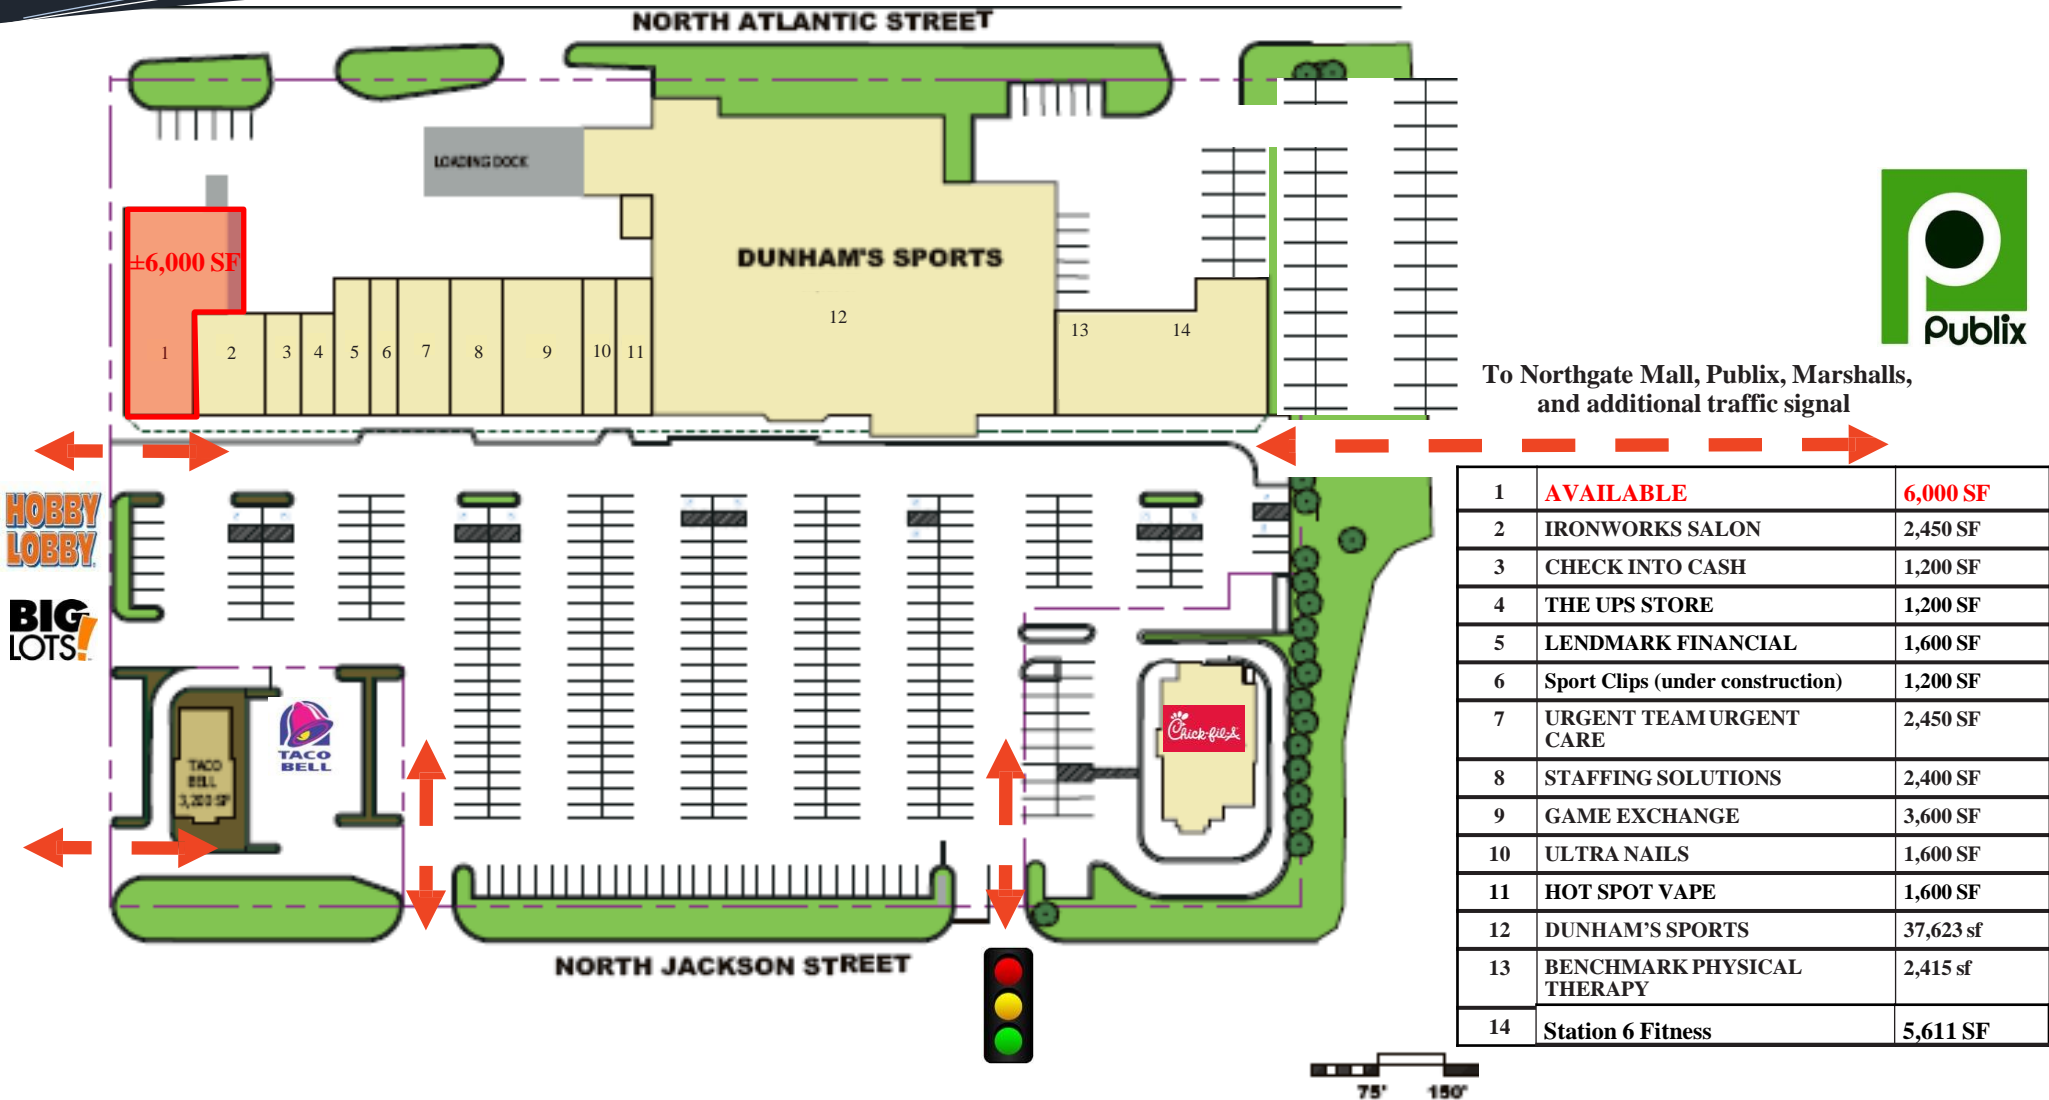 NORTH ATLANTIC STREET
LOADING DOCK
±6,000 SF
DUNHAM'S SPORTS
12
13
14
1
2
3
4
5
6
7
8
9
10
11
Publix
To Northgate Mall, Publix, Marshalls,
and additional traffic signal
HOBBY
LOBBY
BIG
LOTS!
TACO
BELL
TACO
BELL
3,200 SF
Chick-fil-A
NORTH JACKSON STREET
1 AVAILABLE 6,000 SF
2 IRONWORKS SALON 2,450 SF
3 CHECK INTO CASH 1,200 SF
4 THE UPS STORE 1,200 SF
5 LENDMARK FINANCIAL 1,600 SF
6 Sport Clips (under construction) 1,200 SF
7 URGENT TEAM URGENT 2,450 SF
CARE
8 STAFFING SOLUTIONS 2,400 SF
9 GAME EXCHANGE 3,600 SF
10 ULTRA NAILS 1,600 SF
11 HOT SPOT VAPE 1,600 SF
12 DUNHAM’S SPORTS 37,623 sf
13 BENCHMARK PHYSICAL 2,415 sf
THERAPY
14 Station 6 Fitness 5,611 SF
75' 150'